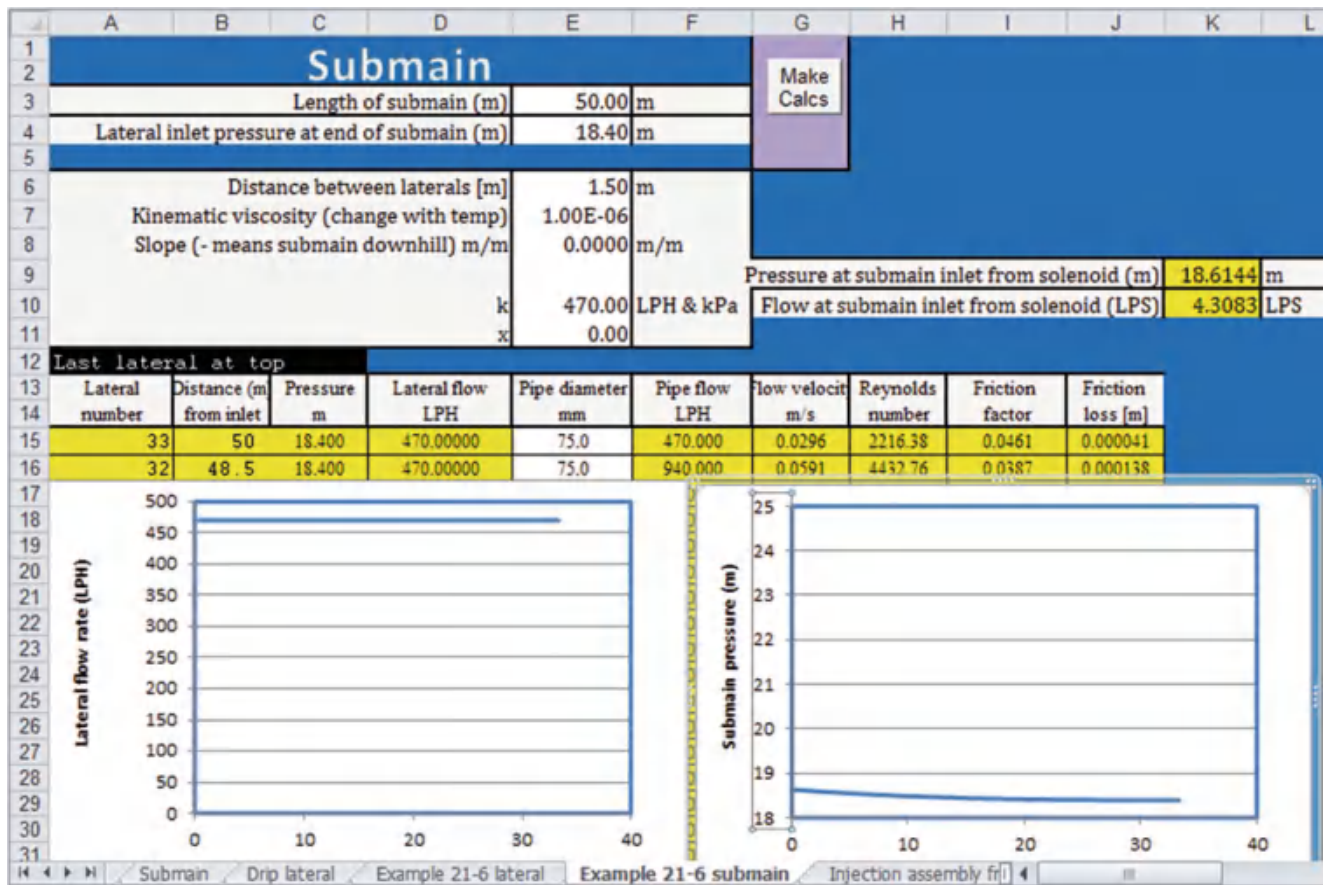 A B C D E F G H I J K L
1
2 Submain Make
3 Length of submain (m) 50.00 m Calcs
4 Lateral inlet pressure at end of submain (m) 18.40 m
5
6 Distance between laterals [m] 1.50 m
7 Kinematic viscosity (change with temp) 1.00E-06
8 Slope (- means submain downhill) m/m 0.0000 m/m
9 Pressure at submain inlet from solenoid (m) 18.6144 m
10 k 470.00 LPH & kPa Flow at submain inlet from solenoid (LPS) 4.3083 LPS
11 x 0.00
12 Last lateral at top
13 Lateral Distance (m Pressure Lateral flow Pipe diameter Pipe flow Flow velocit Reynolds Friction Friction
14 number from inlet m LPH mm LPH m/s number factor loss [m]
15 33 50 18.400 470.00000 75.0 470.000 0.0296 2216.38 0.0461 0.000041
16 32 48.5 18.400 470.00000 75.0 940.000 0.0591 4432.76 0.0387 0.000138
17
18
19
20
21
22
23
24
25
26
27
28
29
30
31
Lateral flow rate (LPH)
500
450
400
350
300
250
200
150
100
50
0
0 10 20 30 40
Submain pressure (m)
25
24
23
22
21
20
19
18
0 10 20 30 40
Submain Drip lateral Example 21-6 lateral Example 21-6 submain Injection assembly fri